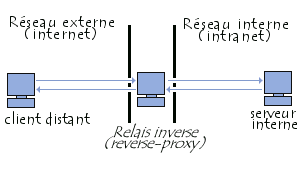 Réseau externe
(internet)
Réseau interne
(intranet)
client distant
Relais inverse
(reverse-proxy)
serveur
interne